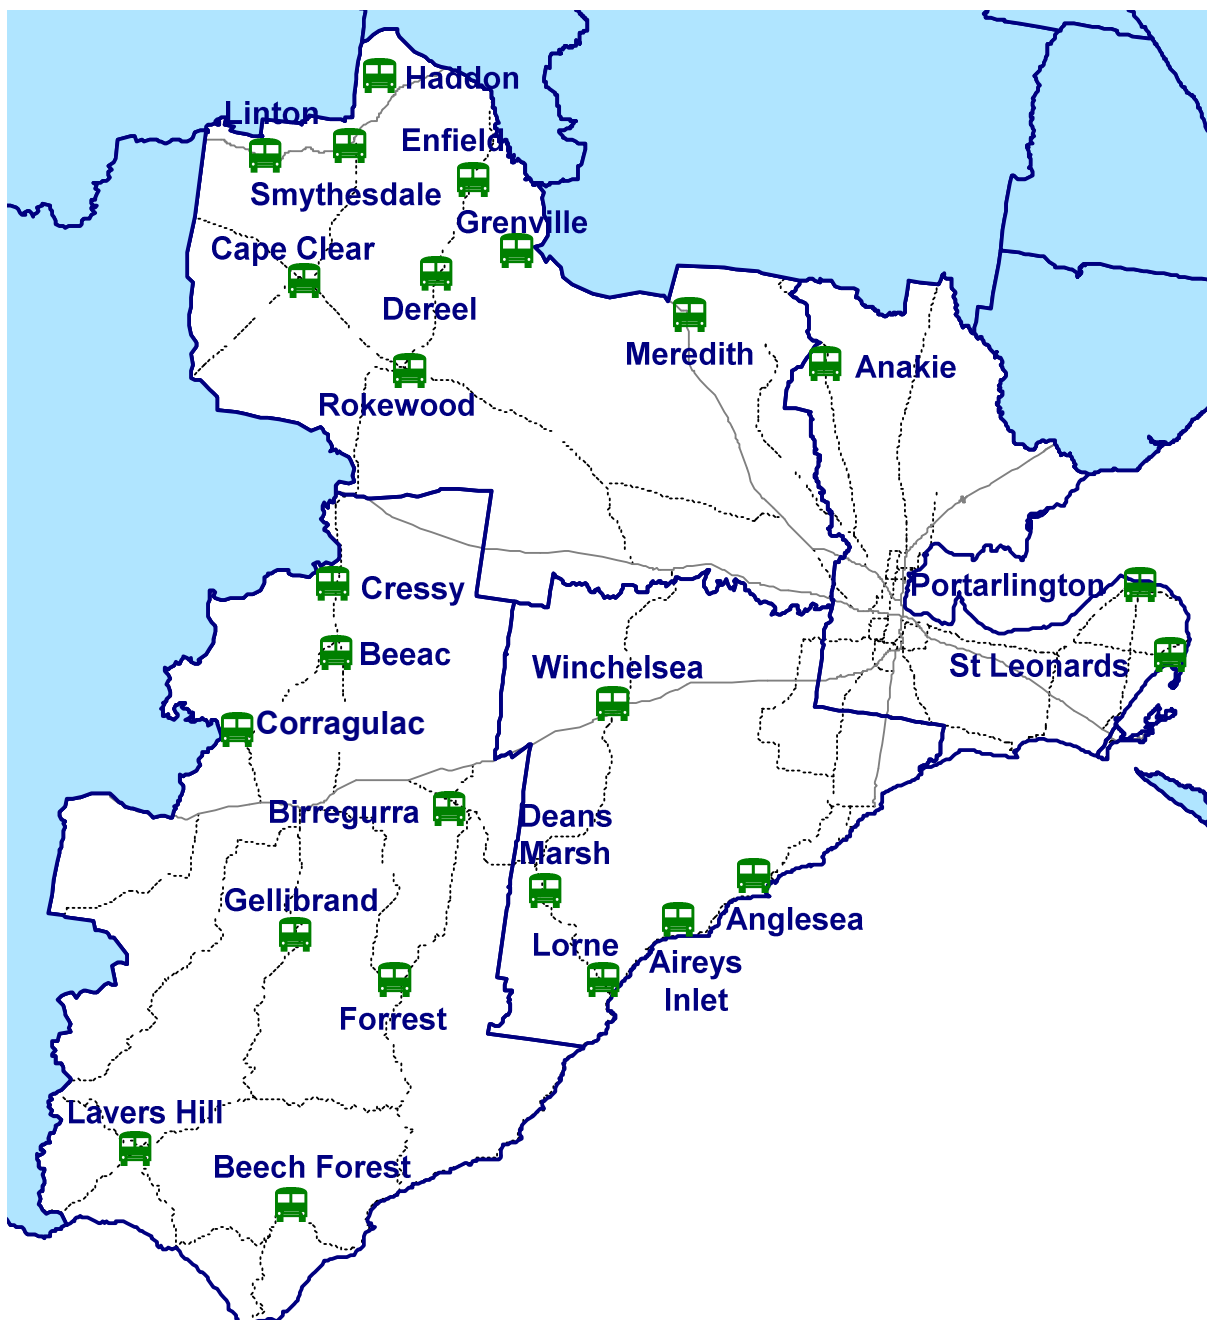 Haddon
Linton
Enfield
Smythesdale
Grenville
Cape Clear
Dereel
Meredith
Anakie
Rokewood
Cressy
Portarlington
Beeac
Winchelsea
St Leonards
Corragulac
Birregurra
Deans
Marsh
Gellibrand
Anglesea
Lorne
Aireys
Inlet
Forrest
Lavers Hill
Beech Forest